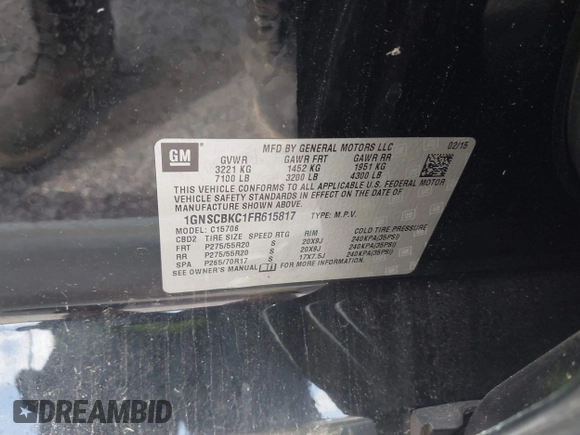 GM
MFD BY GENERAL MOTORS LLC
02/15
GVWR GAWR FRT GAWR RR
3221 KG 1452 KG 1951 KG
7100 LB 3200 LB 4300 LB
THIS VEHICLE CONFORMS TO ALL APPLICABLE U.S. FEDERAL MOTOR
VEHICLE SAFETY STANDARDS IN EFFECT ON THE DATE OF
MANUFACTURE SHOWN ABOVE.
1GNSCBKC1FR615817 TYPE: M.P.V.
MODEL: C15706
CBD2 TIRE SIZE SPEED RTG RIM COLD TIRE PRESSURE
FRT P275/55R20 S 20X9J 240KPA(35PSI)
RR P275/55R20 S 20X9J 240KPA(35PSI)
SPA P265/70R17 S 17X7.5J 240KPA(35PSI)
SEE OWNER'S MANUAL FOR MORE INFORMATION.
DREAMBID